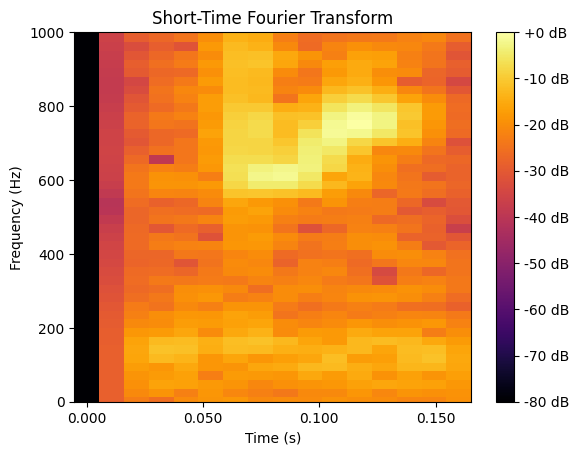 Short-Time Fourier Transform
1000
800
600
400
200
0
Frequency (Hz)
0.000
0.050
0.100
0.150
Time (s)
+0 dB
-10 dB
-20 dB
-30 dB
-40 dB
-50 dB
-60 dB
-70 dB
-80 dB